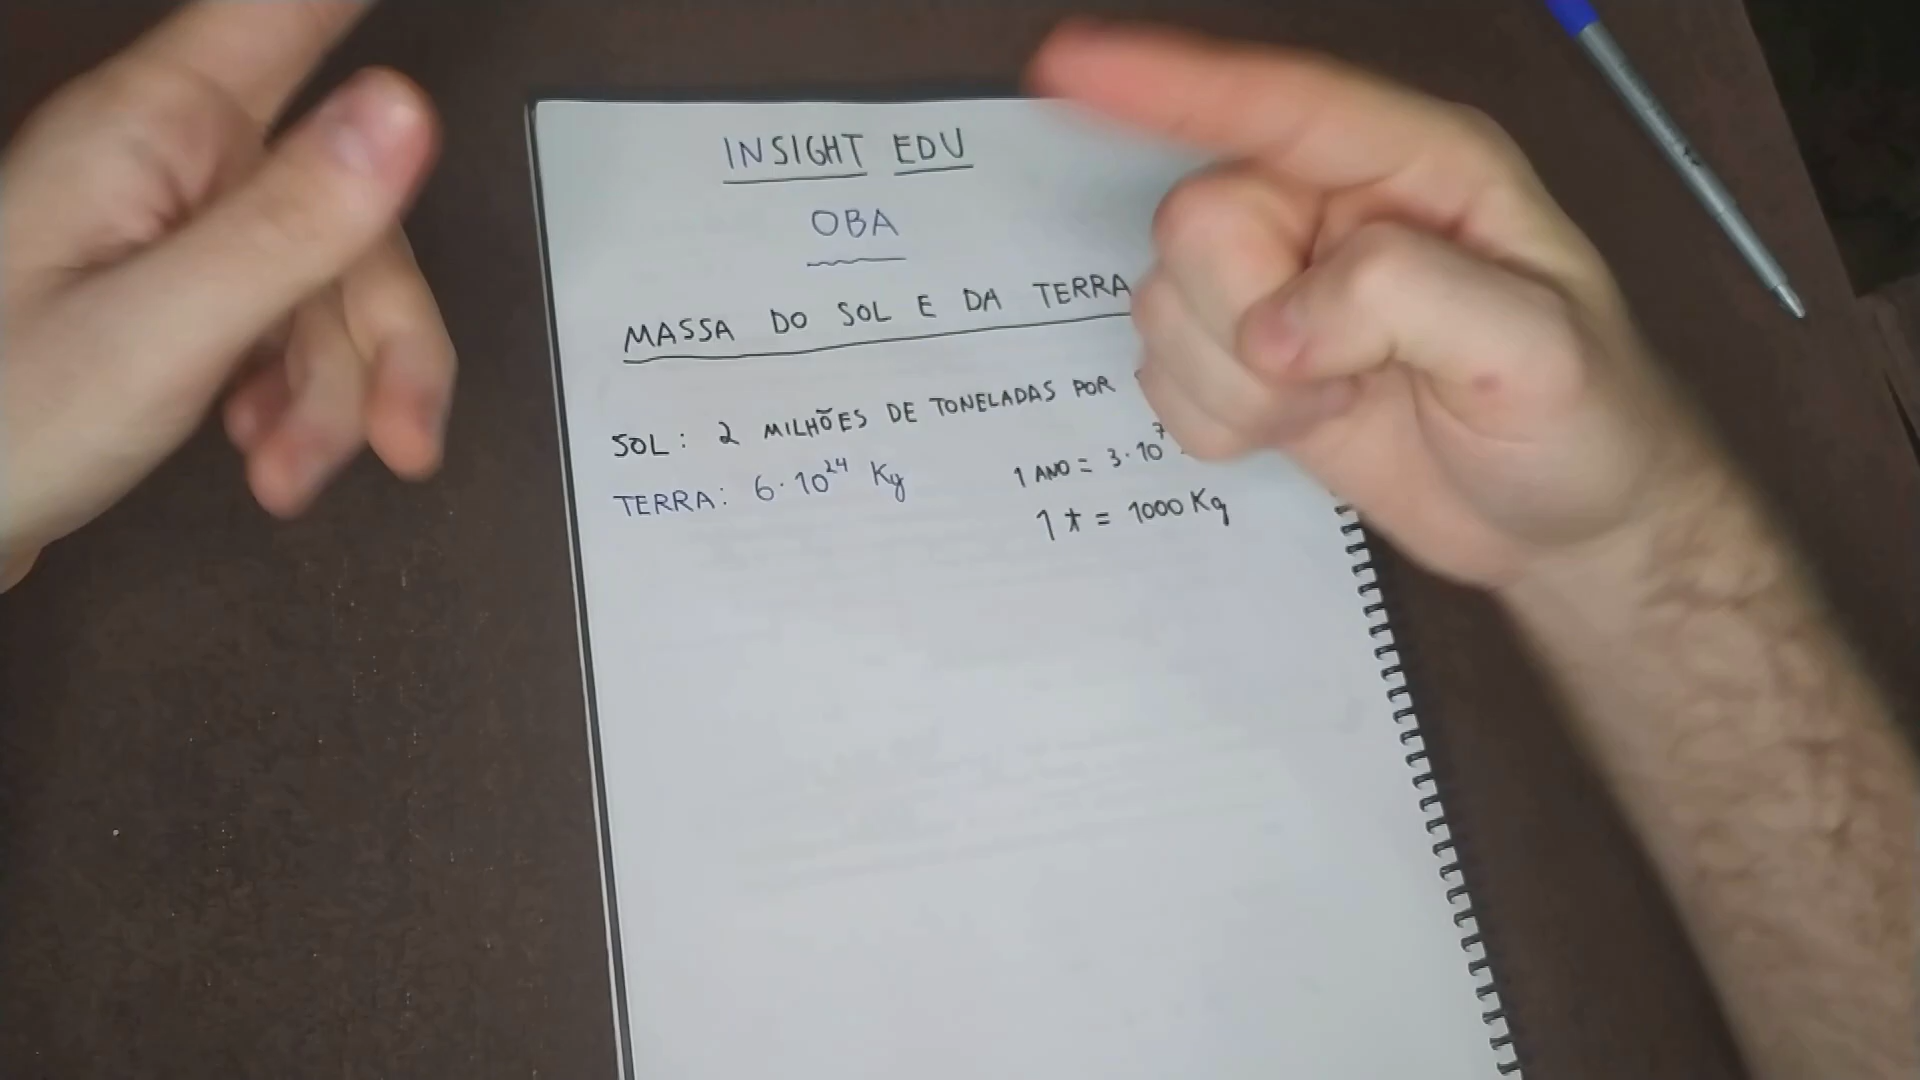 INSIGHT EDU
OBA
MASSA DO SOL E DA TERRA
SOL: 2 MILHÕES DE TONELADAS POR
TERRA: 6·10²⁴ Kg
1 ANO = 3·10⁷
1 t = 1000 Kg